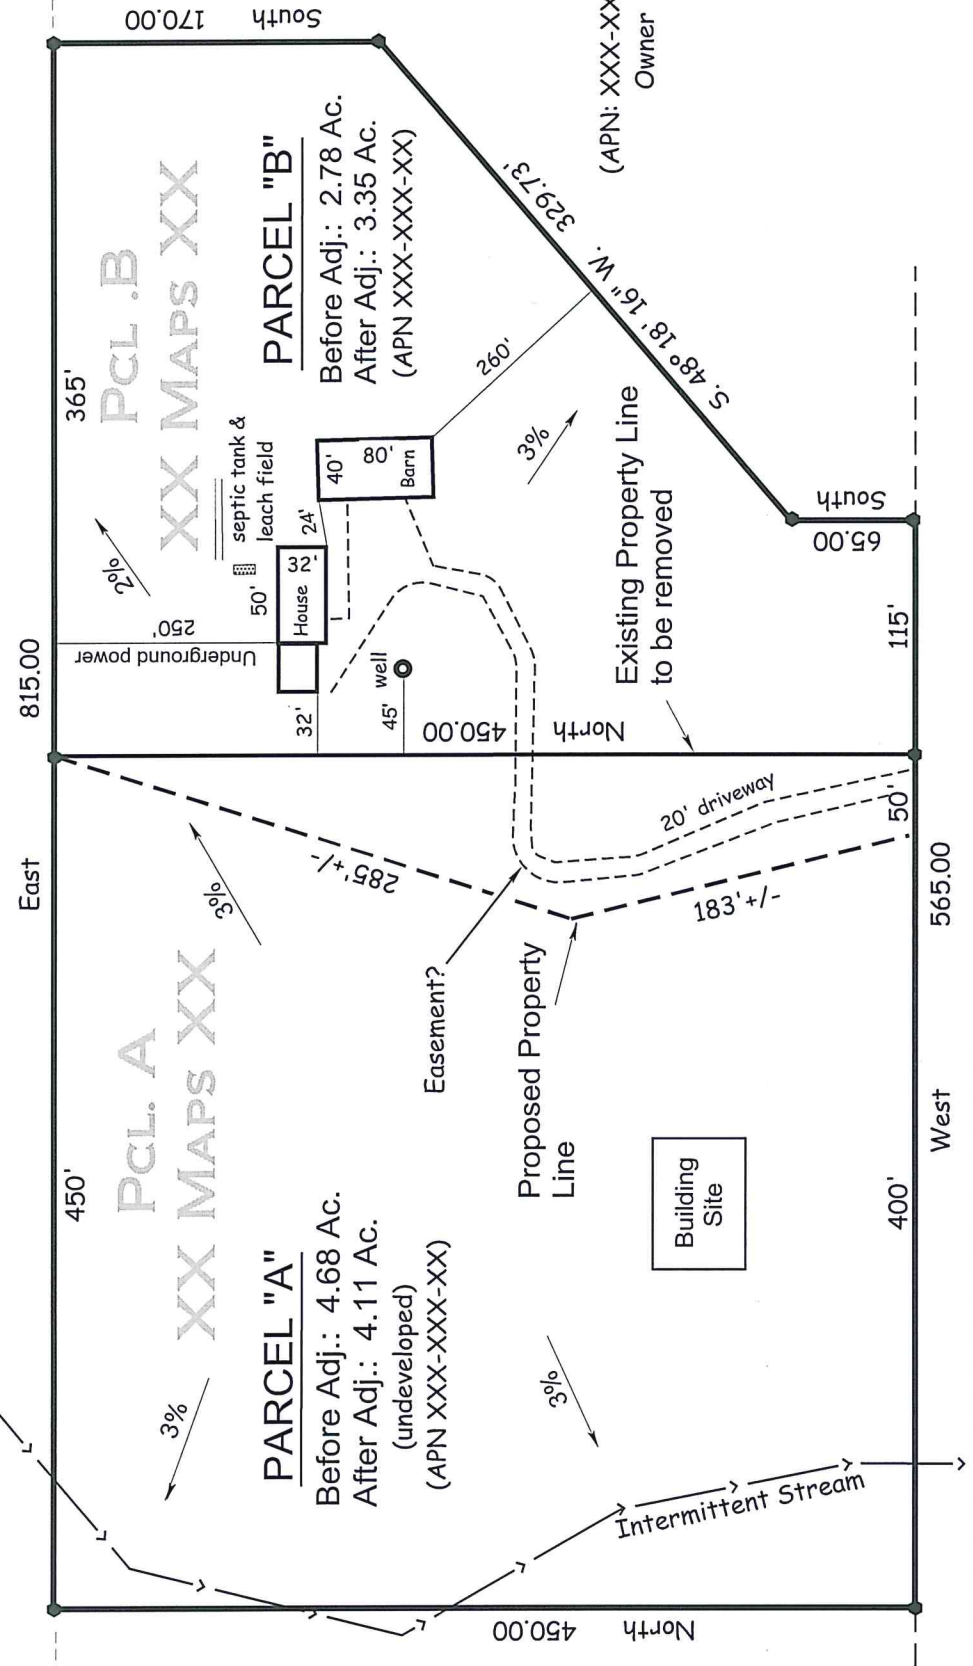 East
815.00
450'
365'
PCL. A
XX MAPS XX
PCL .B
XX MAPS XX
South
170.00
PARCEL "A"
Before Adj.: 4.68 Ac.
After Adj.: 4.11 Ac.
(undeveloped)
(APN XXX-XXX-XX)
PARCEL "B"
Before Adj.: 2.78 Ac.
After Adj.: 3.35 Ac.
(APN XXX-XXX-XX)
3%
3%
2%
Underground power
250'
septic tank &
leach field
50'
House
32'
24'
40'
80'
Barn
32'
45'
well
285'+/-
North
450.00
260'
3%
329.73'
S. 48° 18' 16" W.
(APN: XXX-XX
Owner
Easement?
Proposed Property
Line
Existing Property Line
to be removed
20' driveway
183'+/-
Building
Site
3%
Intermittent Stream
North
450.00
400'
50'
115'
South
65.00
West
565.00